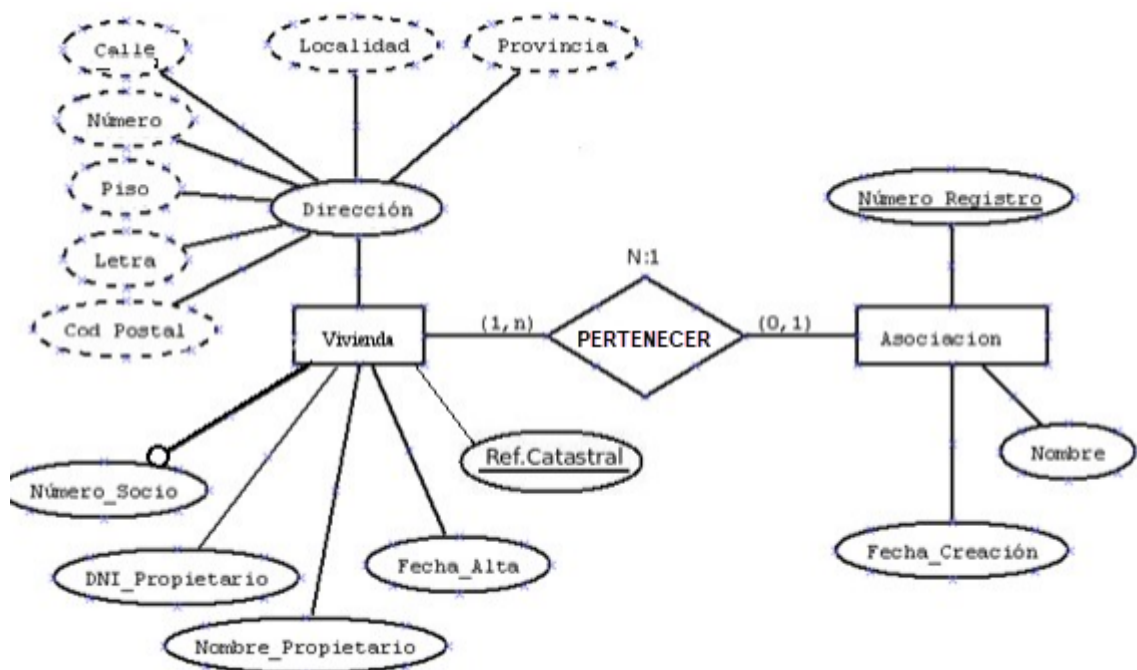 Calle
Localidad
Provincia
Número
Piso
Dirección
Número Registro
Letra
N:1
Cod Postal
Vivienda
(1,n)
PERTENECER
(0,1)
Asociacion
Ref.Catastral
Nombre
Número_Socio
Fecha_Creación
DNI_Propietario
Fecha_Alta
Nombre_Propietario